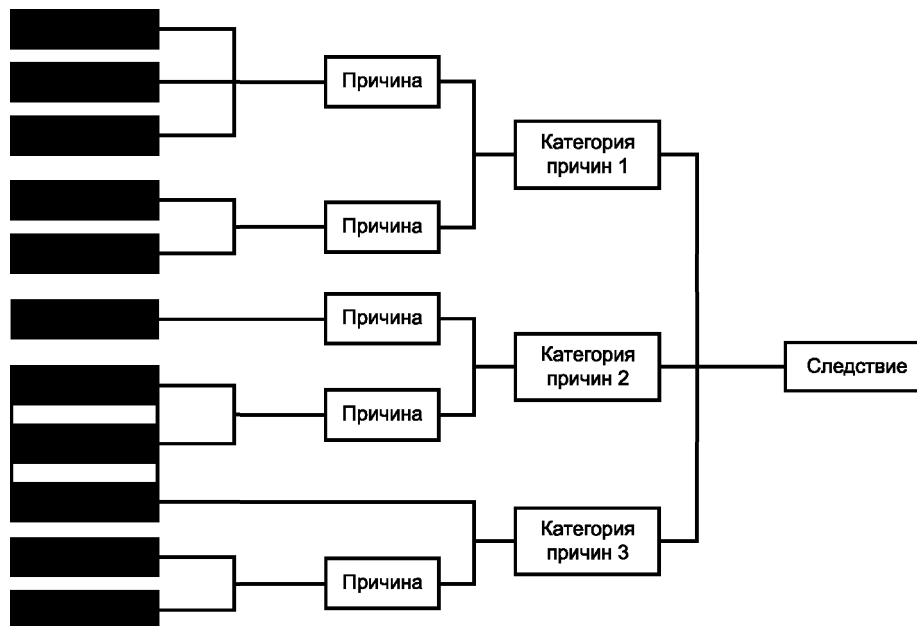 Причина
Категория
причин 1
Причина
Причина
Категория
причин 2
Следствие
Причина
Категория
причин 3
Причина